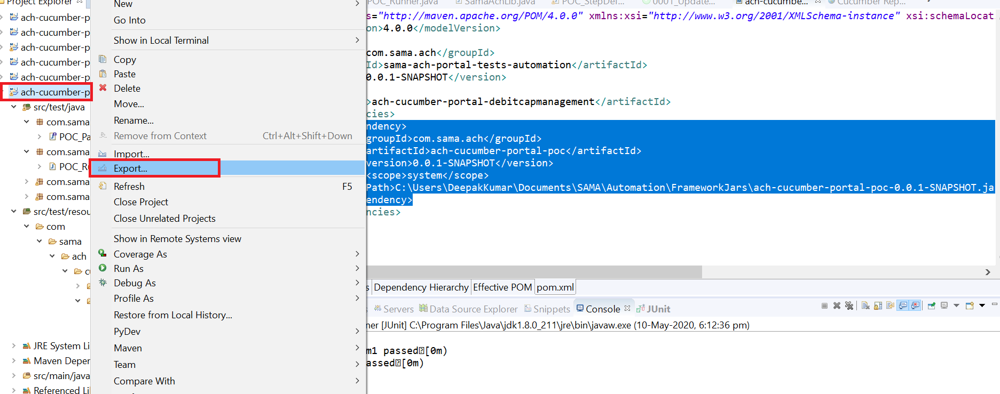 Project Explorer
ach-cucumber-p
ach-cucumber-p
ach-cucumber-p
ach-cucumber-p
ach-cucumber-p
ach-cucumber-p
src/test/java
com.sama
POC_Pa
com.sama
POC_Ru
com.sama
com.sama
src/test/resou
com
sama
ach
JRE System Li
Maven Deper
src/main/java
Referenced Li
New
Go Into
Show in Local Terminal
Copy
Paste
Delete
Move...
Rename...
Remove from Context Ctrl+Alt+Shift+Down
Import...
Export...
Refresh F5
Close Project
Close Unrelated Projects
Show in Remote Systems view
Coverage As
Run As
Debug As
Profile As
Restore from Local History...
PyDev
Maven
Team
Compare With
POC_Runner.java SamaAchLib.java POC_StepDef... 0001_Update... ach-cucumbe... Cucumber Rep...
s="http://maven.apache.org/POM/4.0.0" xmlns:xsi="http://www.w3.org/2001/XMLSchema-instance" xsi:schemaLocati
on>4.0.0</modelVersion>
com.sama.ach</groupId>
Id>sama-ach-portal-tests-automation</artifactId>
0.0.1-SNAPSHOT</version>
>ach-cucumber-portal-debitcapmanagement</artifactId>
cies>
ndency>
groupId>com.sama.ach</groupId>
artifactId>ach-cucumber-portal-poc</artifactId>
version>0.0.1-SNAPSHOT</version>
<scope>system</scope>
Path>C:\Users\DeepakKumar\Documents\SAMA\Automation\FrameworkJars\ach-cucumber-portal-poc-0.0.1-SNAPSHOT.ja
endency>
ncies>
s Dependency Hierarchy Effective POM pom.xml
s Servers Data Source Explorer Snippets Console JUnit
ner [JUnit] C:\Program Files\Java\jdk1.8.0_211\jre\bin\javaw.exe (10-May-2020, 6:12:36 pm)
m1 passed[0m)
assed[0m)